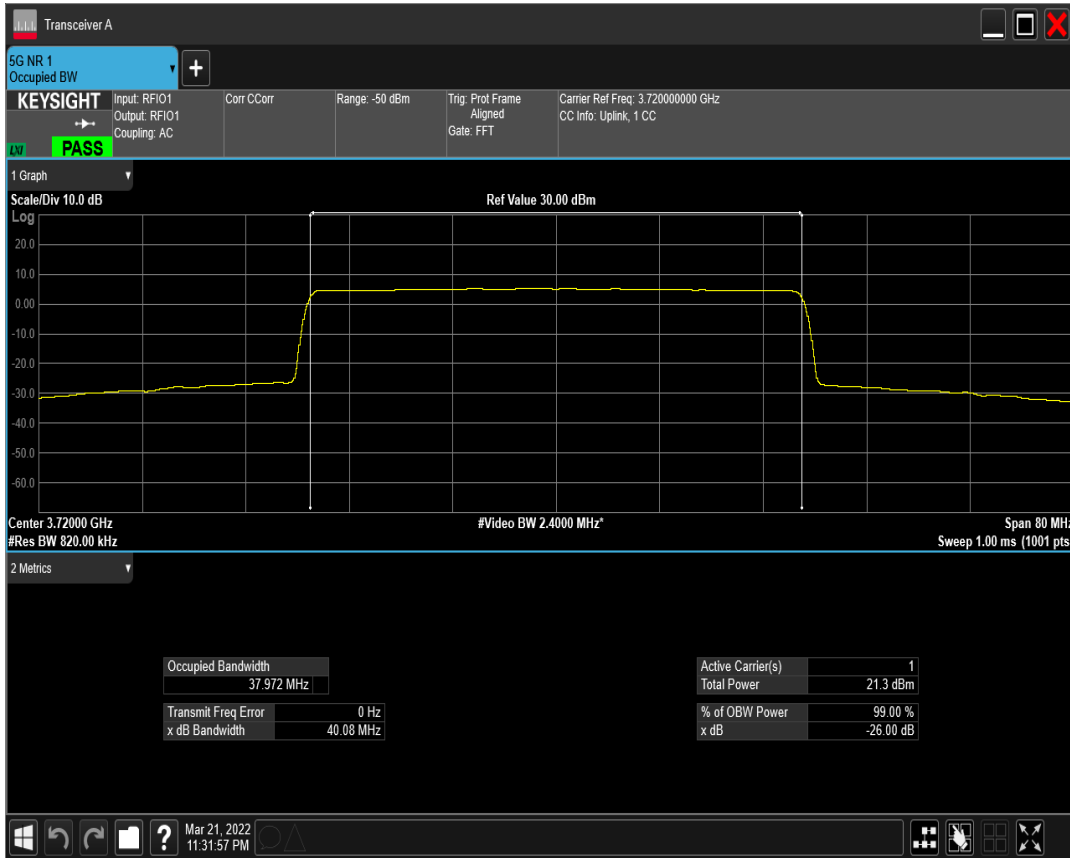 Transceiver A
5G NR 1
Occupied BW
KEYSIGHT
LXI
PASS
Input: RFIO1
Output: RFIO1
Coupling: AC
Corr CCorr
Range: -50 dBm
Trig: Prot Frame
Aligned
Gate: FFT
Carrier Ref Freq: 3.720000000 GHz
CC Info: Uplink, 1 CC
1 Graph
Scale/Div 10.0 dB
Ref Value 30.00 dBm
Log
20.0
10.0
0.00
-10.0
-20.0
-30.0
-40.0
-50.0
-60.0
Center 3.72000 GHz
#Video BW 2.4000 MHz*
Span 80 MHz
#Res BW 820.00 kHz
Sweep 1.00 ms (1001 pts
2 Metrics
Occupied Bandwidth
37.972 MHz
Transmit Freq Error 0 Hz
x dB Bandwidth 40.08 MHz
Active Carrier(s) 1
Total Power 21.3 dBm
% of OBW Power 99.00 %
x dB -26.00 dB
?
Mar 21, 2022
11:31:57 PM